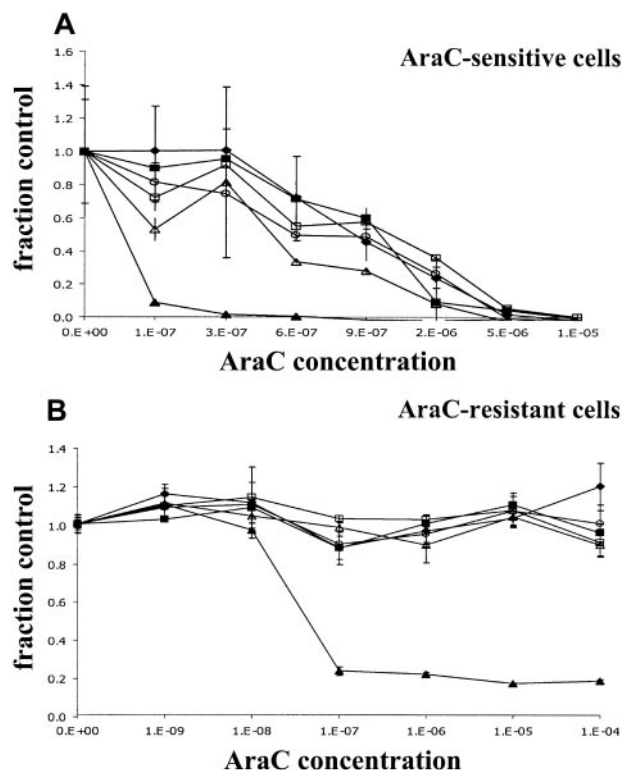 A
AraC-sensitive cells
fraction control
1.6
1.4
1.2
1.0
0.8
0.6
0.4
0.2
0.0
0.E+00 1.E-07 3.E-07 6.E-07 9.E-07 2.E-06 5.E-06 1.E-05
AraC concentration
B
AraC-resistant cells
fraction control
1.4
1.2
1.0
0.8
0.6
0.4
0.2
0.0
0.E+00 1.E-09 1.E-08 1.E-07 1.E-06 1.E-05 1.E-04
AraC concentration